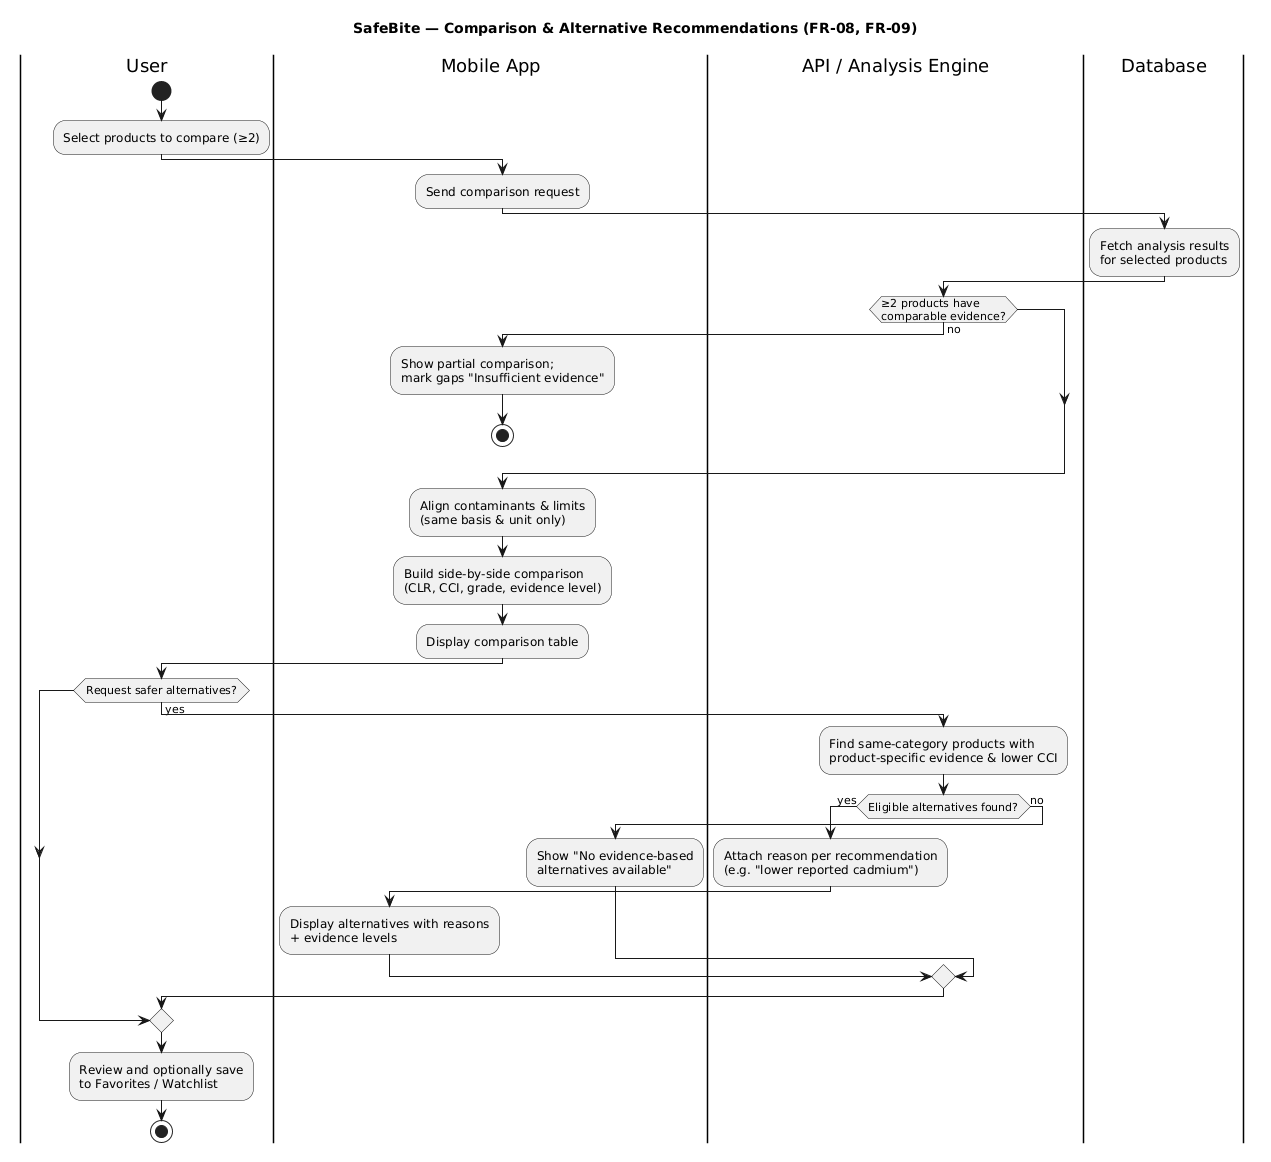 SafeBite — Comparison & Alternative Recommendations (FR-08, FR-09)
User
Mobile App
API / Analysis Engine
Database
Select products to compare (≥2)
Send comparison request
Fetch analysis results
for selected products
≥2 products have
comparable evidence?
no
Show partial comparison;
mark gaps "Insufficient evidence"
Align contaminants & limits
(same basis & unit only)
Build side-by-side comparison
(CLR, CCI, grade, evidence level)
Display comparison table
Request safer alternatives?
yes
Find same-category products with
product-specific evidence & lower CCI
yes
Eligible alternatives found?
no
Show "No evidence-based
alternatives available"
Attach reason per recommendation
(e.g. "lower reported cadmium")
Display alternatives with reasons
+ evidence levels
Review and optionally save
to Favorites / Watchlist